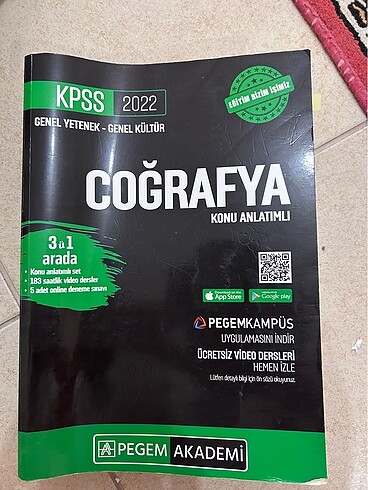 KPSS 2022
GENEL YETENEK - GENEL KÜLTÜR
EĞİTİM BİZİM İŞİMİZ
COĞRAFYA
KONU ANLATIMLI
3 ü 1
arada
- Konu anlatımlı set
- 183 saatlik video dersler
- 5 adet online deneme sınavı
App Store
Google play
PEGEMKAMPÜS
UYGULAMASINI İNDİR
ÜCRETSİZ VİDEO DERSLERİ
HEMEN İZLE
Lütfen detaylı bilgi için ön sözü okuyunuz.
PEGEM AKADEMİ